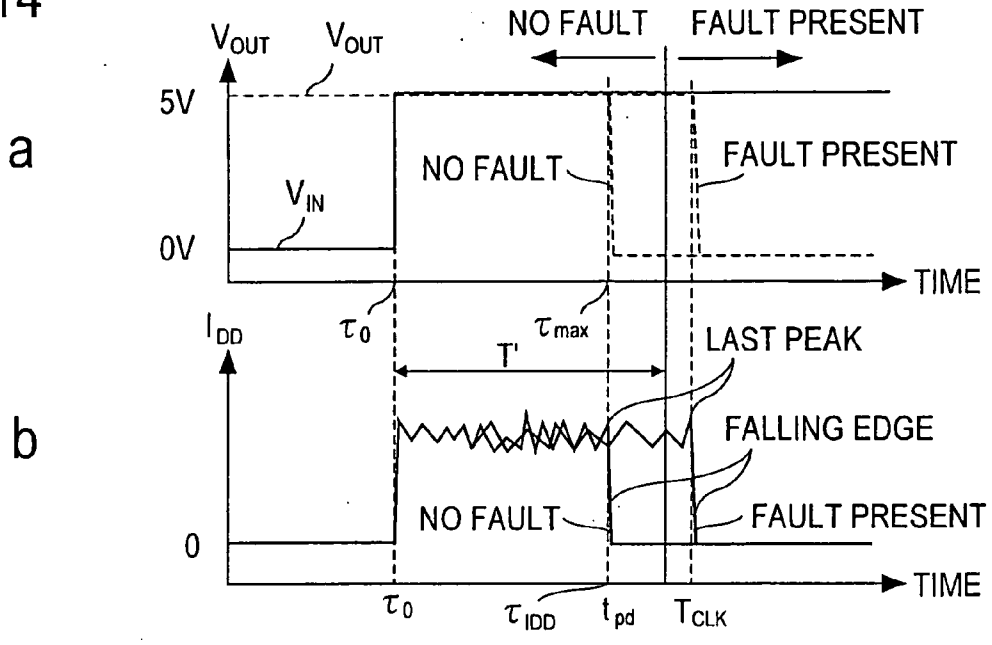 14
NO FAULT FAULT PRESENT
V_OUT V_OUT
5V
a
NO FAULT FAULT PRESENT
V_IN
0V
TIME
τ_0 τ_max
I_DD
T'
LAST PEAK
b
FALLING EDGE
NO FAULT FAULT PRESENT
0
TIME
τ_0 τ_IDD t_pd T_CLK